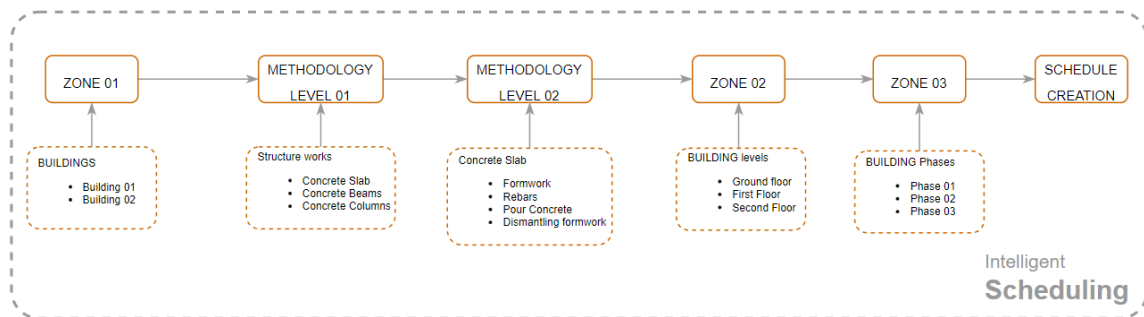 ZONE 01
METHODOLOGY
LEVEL 01
METHODOLOGY
LEVEL 02
ZONE 02
ZONE 03
SCHEDULE
CREATION
BUILDINGS
Building 01
Building 02
Structure works
Concrete Slab
Concrete Beams
Concrete Columns
Concrete Slab
Formwork
Rebars
Pour Concrete
Dismantling formwork
BUILDING levels
Ground floor
First Floor
Second Floor
BUILDING Phases
Phase 01
Phase 02
Phase 03
Intelligent
Scheduling